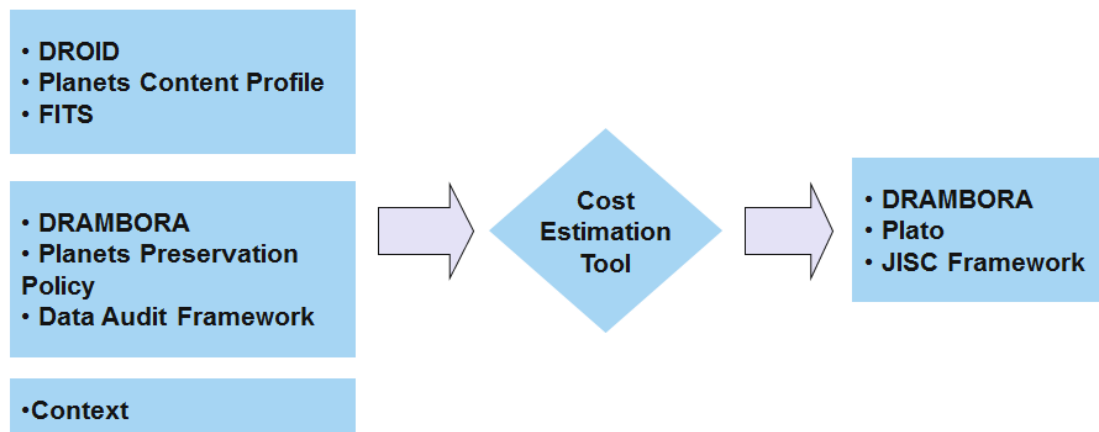 • DROID
• Planets Content Profile
• FITS
• DRAMBORA
• Planets Preservation
Policy
• Data Audit Framework
•Context
Cost
Estimation
Tool
• DRAMBORA
• Plato
• JISC Framework